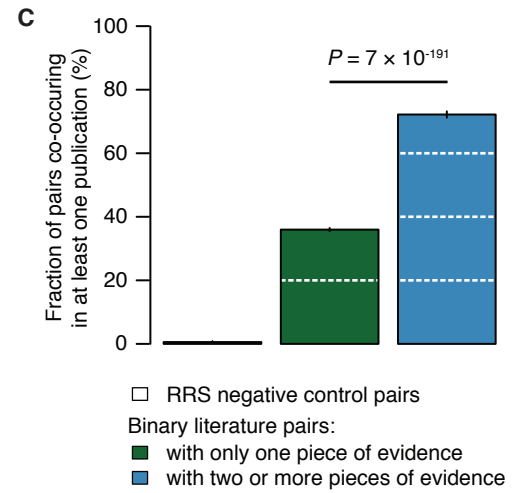 C
Fraction of pairs co-occuring
in at least one publication (%)
100
80
60
40
20
0
P = 7 × 10-191
RRS negative control pairs
Binary literature pairs:
with only one piece of evidence
with two or more pieces of evidence